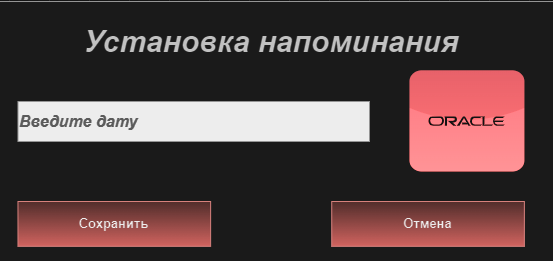 Установка напоминания
Введите дату
ORACLE
Сохранить
Отмена